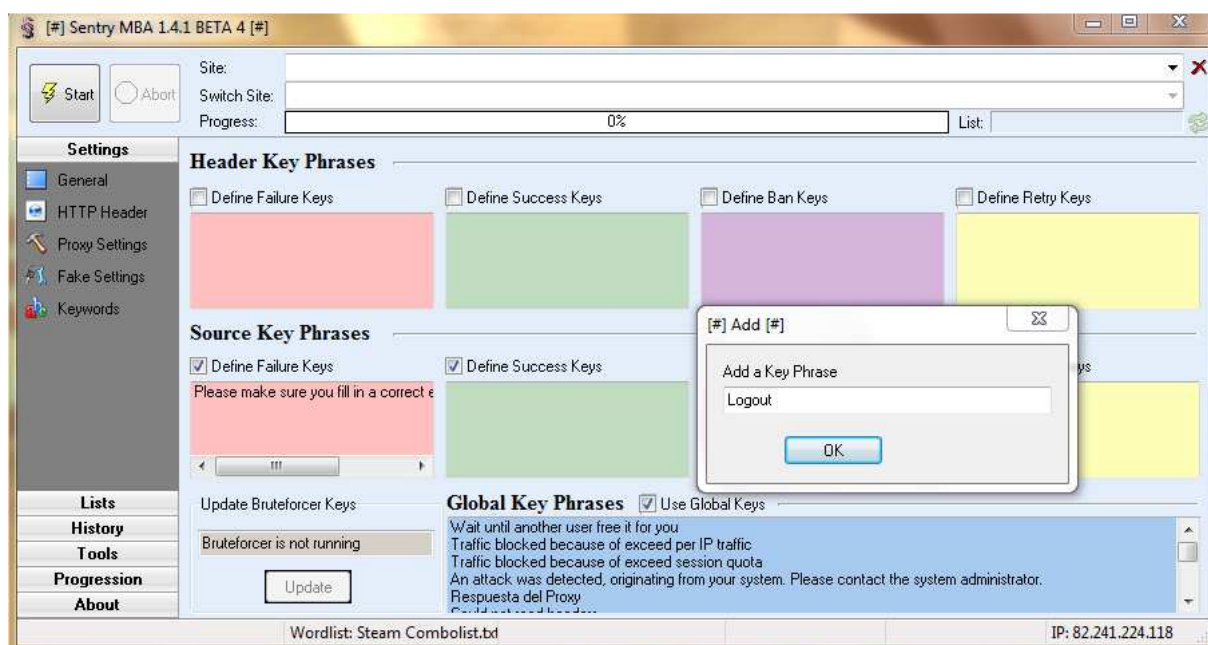 [#] Sentry MBA 1.4.1 BETA 4 [#]
Start
Abort
Site:
Switch Site:
Progress:
0%
List:
Settings
General
HTTP Header
Proxy Settings
Fake Settings
Keywords
Lists
History
Tools
Progression
About
Header Key Phrases
Define Failure Keys
Define Success Keys
Define Ban Keys
Define Retry Keys
Source Key Phrases
Define Failure Keys
Define Success Keys
ys
Please make sure you fill in a correct e
[#] Add [#]
Add a Key Phrase
Logout
OK
Update Bruteforcer Keys
Bruteforcer is not running
Update
Global Key Phrases
Use Global Keys
Wait until another user free it for you
Traffic blocked because of exceed per IP traffic
Traffic blocked because of exceed session quota
An attack was detected, originating from your system. Please contact the system administrator.
Respuesta del Proxy
Wordlist: Steam Combolist.txt
IP: 82.241.224.118